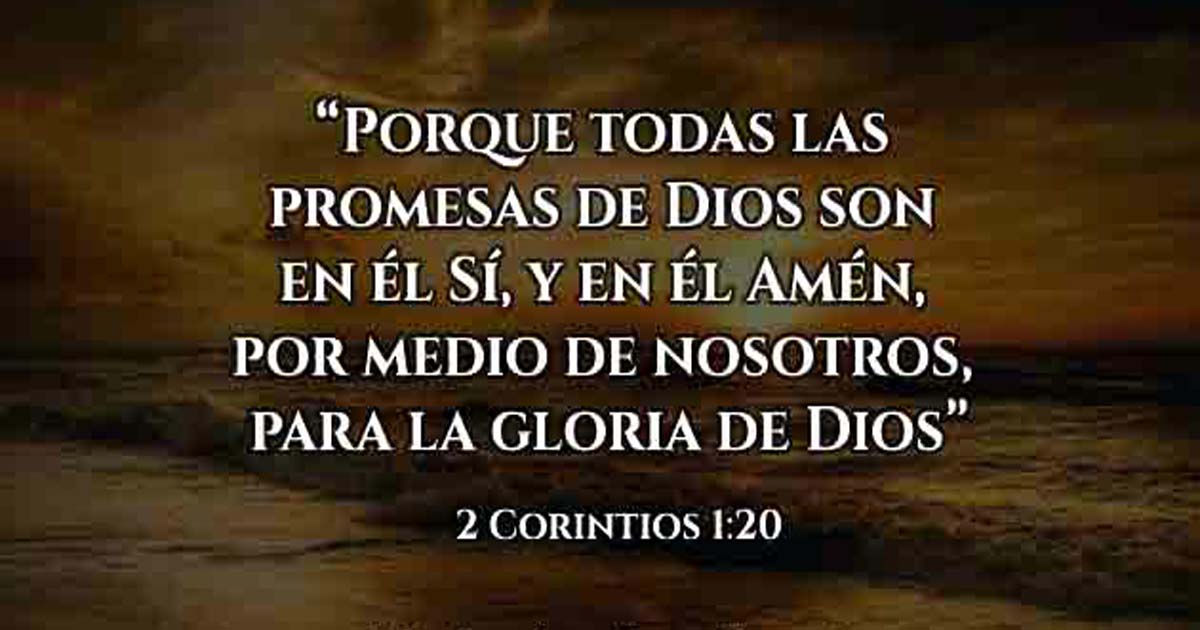 “Porque todas las
promesas de Dios son
en él Sí, y en él Amén,
por medio de nosotros,
para la gloria de Dios”
2 Corintios 1:20